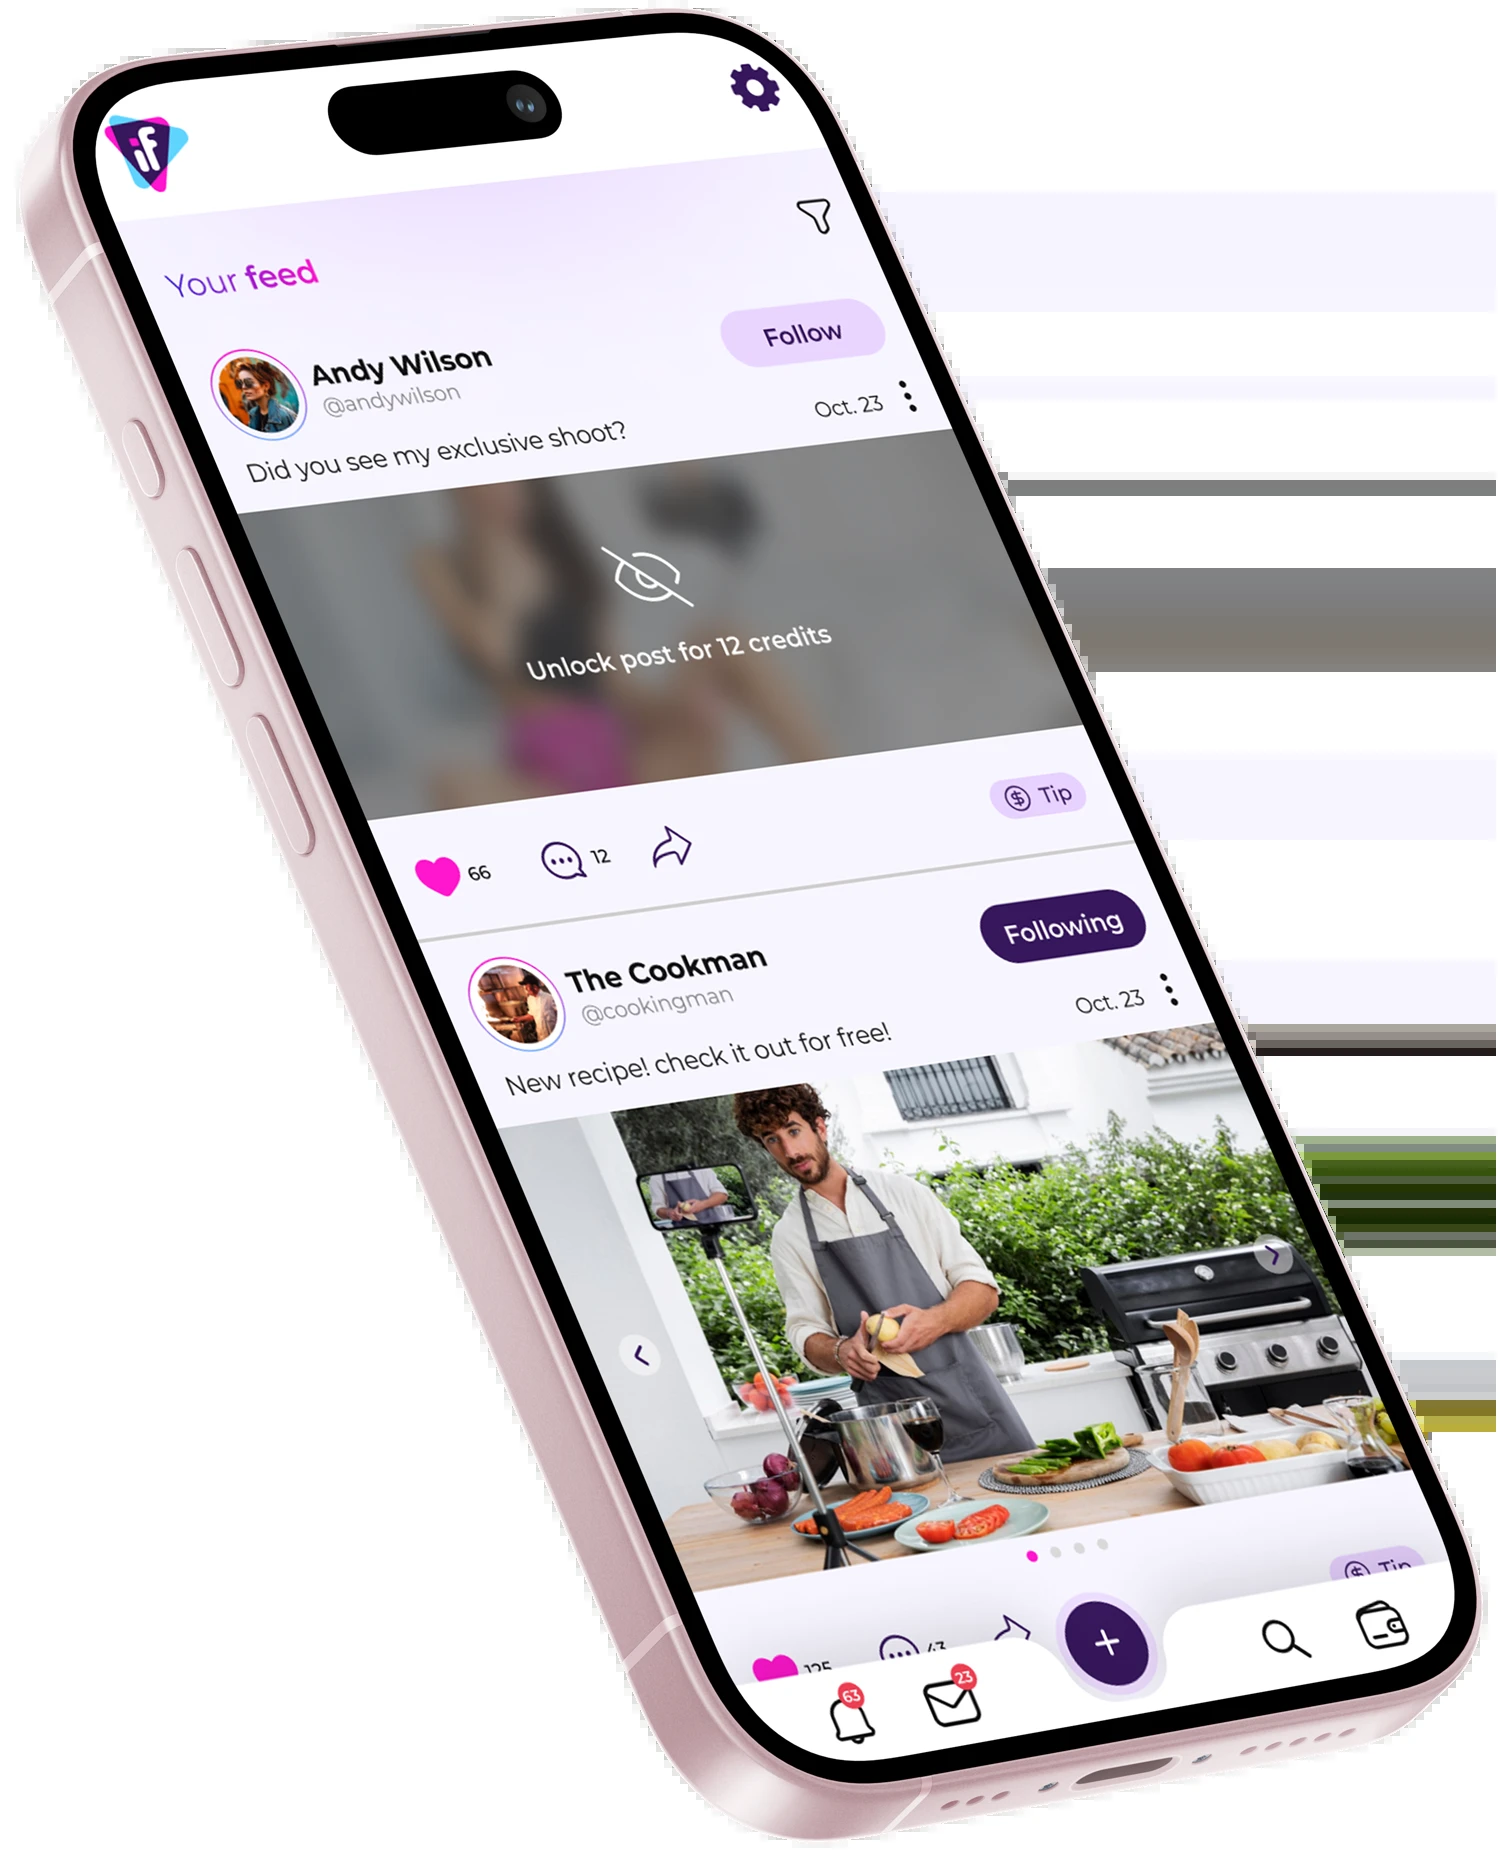 if
Your feed
Andy Wilson
@andywilson
Follow
Did you see my exclusive shoot?
Oct. 23
Unlock post for 12 credits
66
12
Tip
The Cookman
@cookingman
Following
New recipe! check it out for free!
Oct. 23
Tip
125
43
63
23